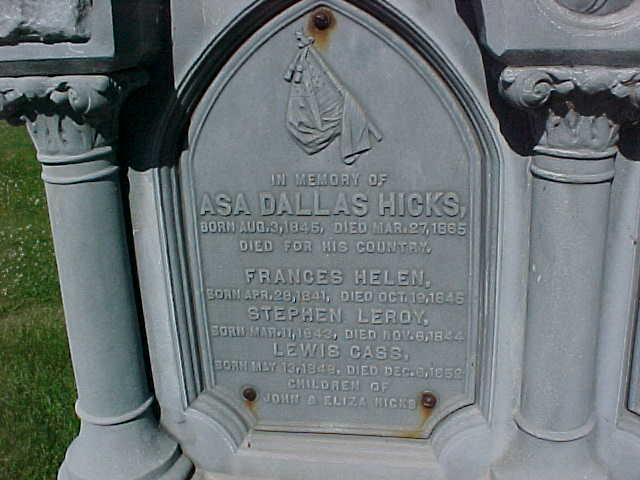 IN MEMORY OF
ASA DALLAS HICKS,
BORN AUG. 3, 1845, DIED MAR. 27, 1865
DIED FOR HIS COUNTRY.
FRANCES HELEN,
BORN APR. 28, 1841, DIED OCT. 19, 1845
STEPHEN LEROY,
BORN MAR. 11, 1843, DIED NOV. 6, 1844
LEWIS CASS,
BORN MAY 13, 1848, DIED DEC. 6, 1852
CHILDREN OF
JOHN & ELIZA HICKS